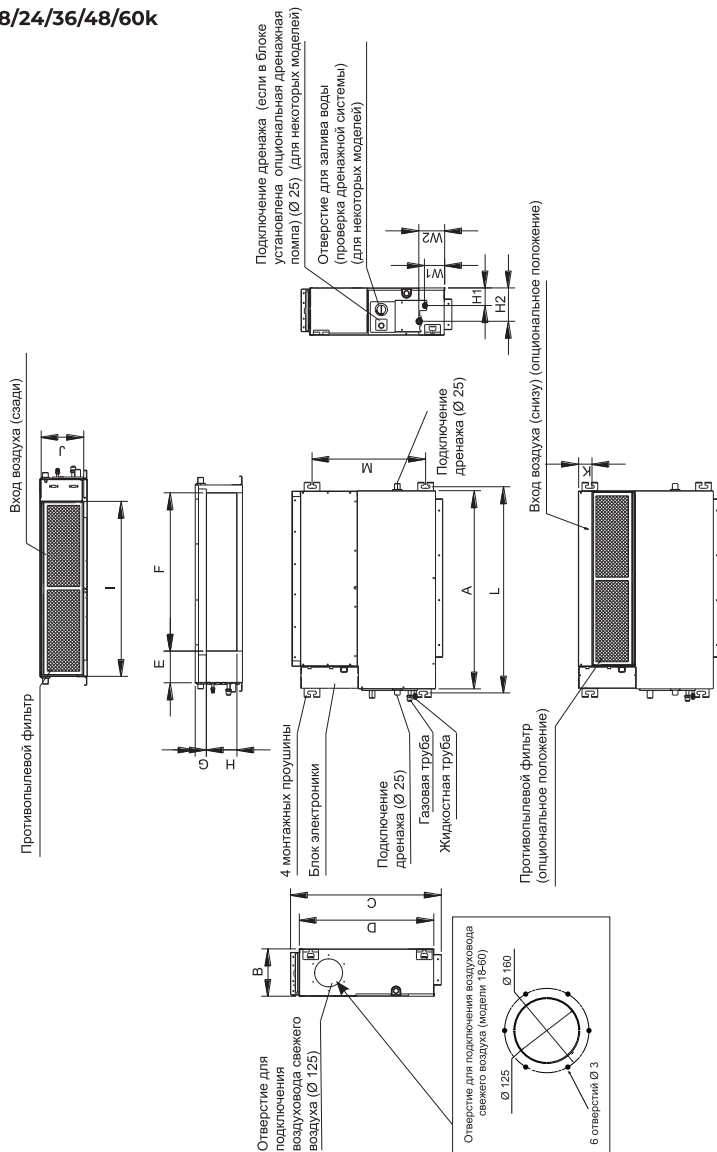 8/24/36/48/60k
Противопылевой фильтр
Вход воздуха (сзади)
I
J
E
F
G
H
Подключение дренажа (если в блоке
установлена опциональная дренажная
помпа) (Ø 25) (для некоторых моделей)
Отверстие для залива воды
(проверка дренажной системы)
(для некоторых моделей)
W1
W2
H1
H2
4 монтажных проушины
Блок электроники
Подключение
дренажа (Ø 25)
Газовая труба
Жидкостная труба
A
L
M
Подключение
дренажа (Ø 25)
B
C
D
Отверстие для
подключения
воздуховода свежего
воздуха (Ø 125)
Отверстие для подключения воздуховода
свежего воздуха (модели 18-60)
Ø 125
Ø 160
6 отверстий Ø 3
Противопылевой фильтр
(опциональное положение)
Вход воздуха (снизу) (опциональное положение)
K